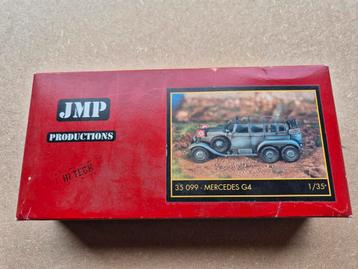 JMP
PRODUCTIONS
HI TECH
35 099 - MERCEDES G4
1/35°